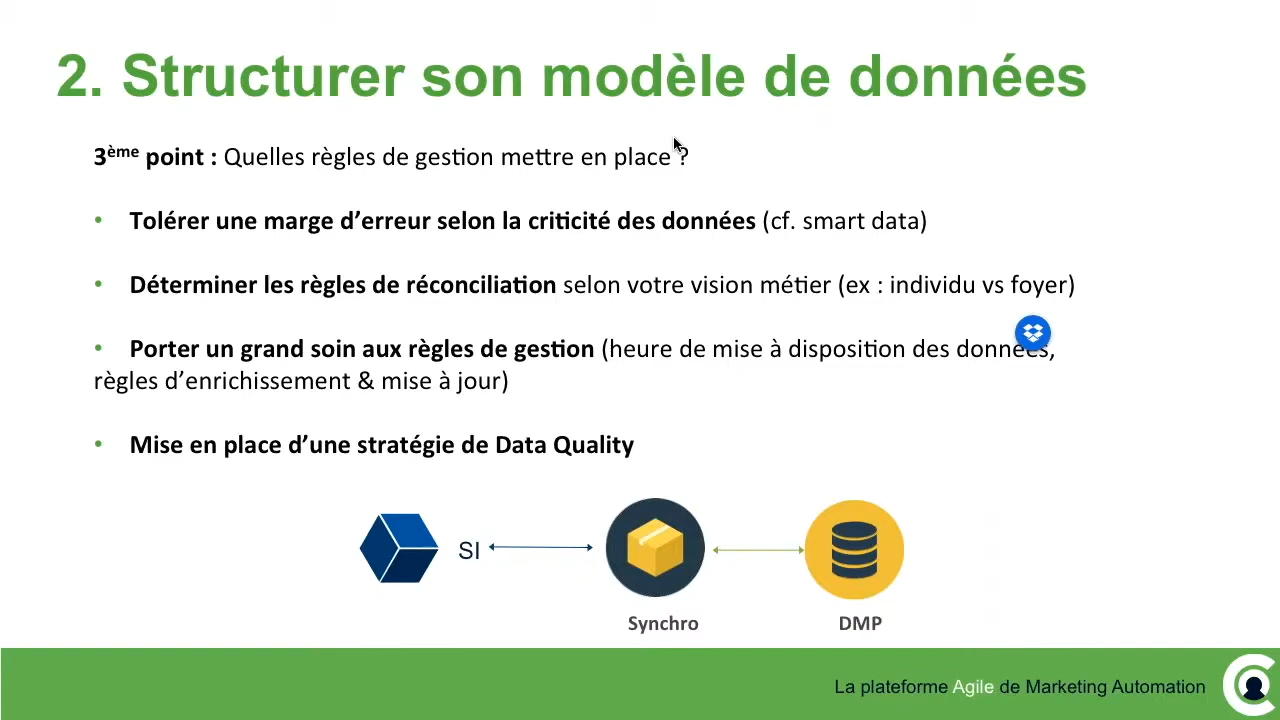 2. Structurer son modèle de données
3ème point : Quelles règles de gestion mettre en place ?
• Tolérer une marge d’erreur selon la criticité des données (cf. smart data)
• Déterminer les règles de réconciliation selon votre vision métier (ex : individu vs foyer)
• Porter un grand soin aux règles de gestion (heure de mise à disposition des données,
règles d’enrichissement & mise à jour)
• Mise en place d’une stratégie de Data Quality
SI
Synchro
DMP
La plateforme Agile de Marketing Automation